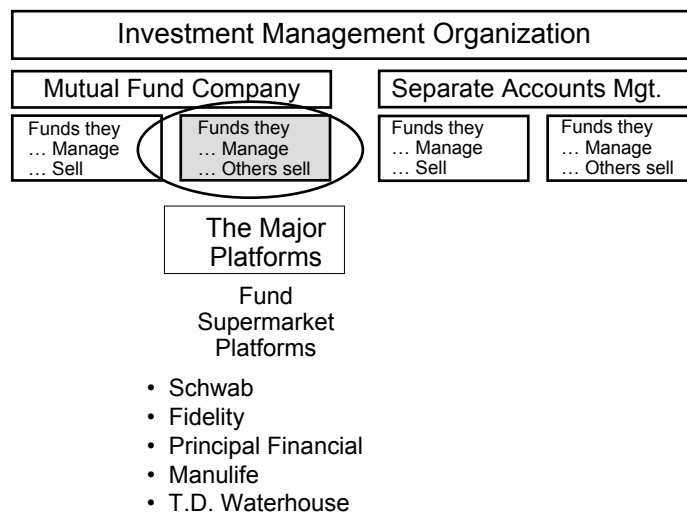 Investment Management Organization
Mutual Fund Company
Separate Accounts Mgt.
Funds they
… Manage
… Sell
Funds they
… Manage
… Others sell
Funds they
… Manage
… Sell
Funds they
… Manage
… Others sell
The Major
Platforms
Fund
Supermarket
Platforms
• Schwab
• Fidelity
• Principal Financial
• Manulife
• T.D. Waterhouse